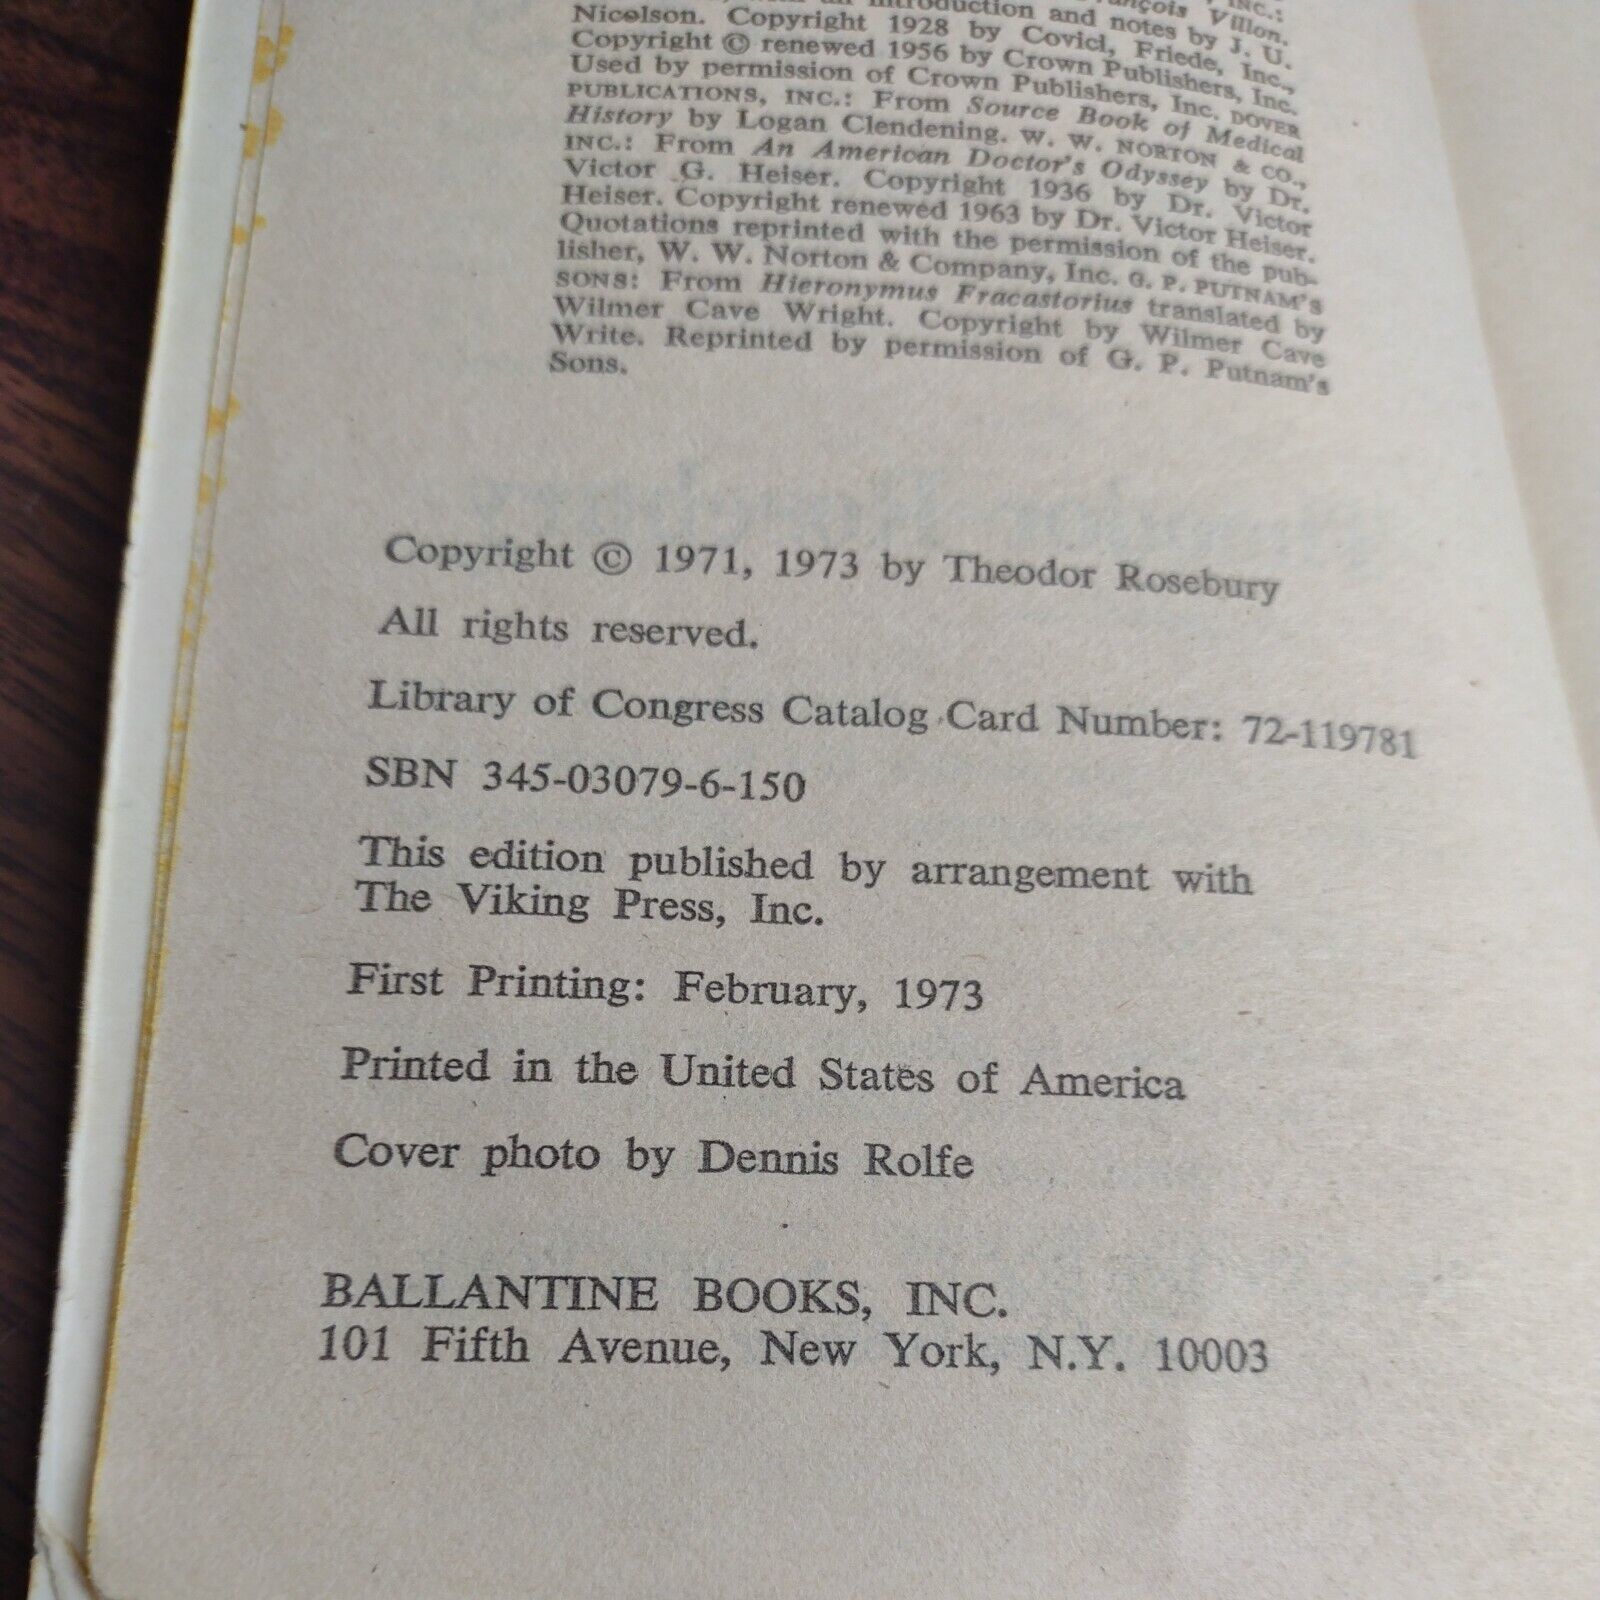 INC.:
François Villon.
introduction and notes by J. U.
Nicolson. Copyright 1928 by Covici, Friede, Inc.,
Copyright © renewed 1956 by Crown Publishers, Inc.
Used by permission of Crown Publishers, Inc. DOVER
PUBLICATIONS, INC.: From Source Book of Medical
History by Logan Clendening. W. W. NORTON & CO.,
INC.: From An American Doctor's Odyssey by Dr.
Victor G. Heiser. Copyright 1936 by Dr. Victor
Heiser. Copyright renewed 1963 by Dr. Victor Heiser.
Quotations reprinted with the permission of the pub-
lisher, W. W. Norton & Company, Inc. G. P. PUTNAM'S
SONS: From Hieronymus Fracastorius translated by
Wilmer Cave Wright. Copyright by Wilmer Cave
Write. Reprinted by permission of G. P. Putnam's
Sons.
Copyright © 1971, 1973 by Theodor Rosebury
All rights reserved.
Library of Congress Catalog Card Number: 72-119781
SBN 345-03079-6-150
This edition published by arrangement with
The Viking Press, Inc.
First Printing: February, 1973
Printed in the United States of America
Cover photo by Dennis Rolfe
BALLANTINE BOOKS, INC.
101 Fifth Avenue, New York, N.Y. 10003